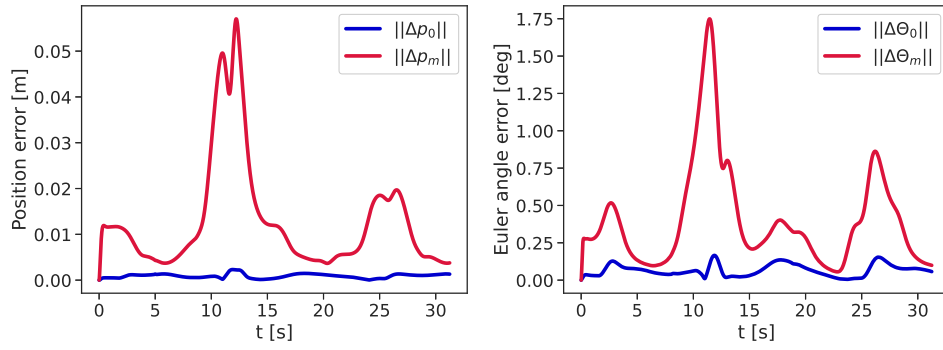 Position error [m]
0.05
0.04
0.03
0.02
0.01
0.00
0 5 10 15 20 25 30
t [s]
||Δp₀||
||Δpₘ||
Euler angle error [deg]
1.75
1.50
1.25
1.00
0.75
0.50
0.25
0.00
0 5 10 15 20 25 30
t [s]
||ΔΘ₀||
||ΔΘₘ||